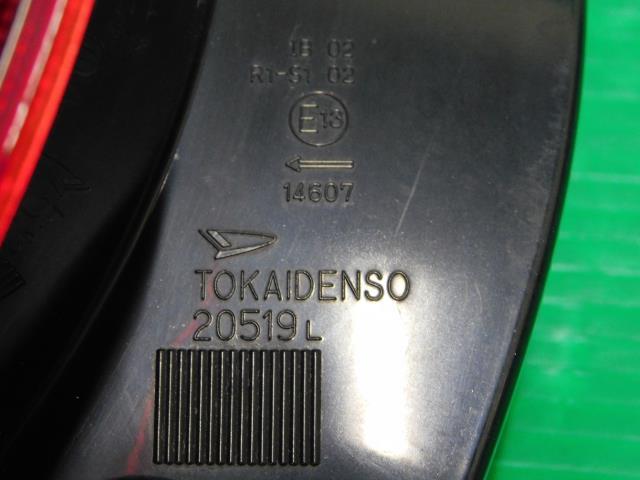 IB 02
R1-S1 02
E13
14607
TOKAIDENSO
20519 L